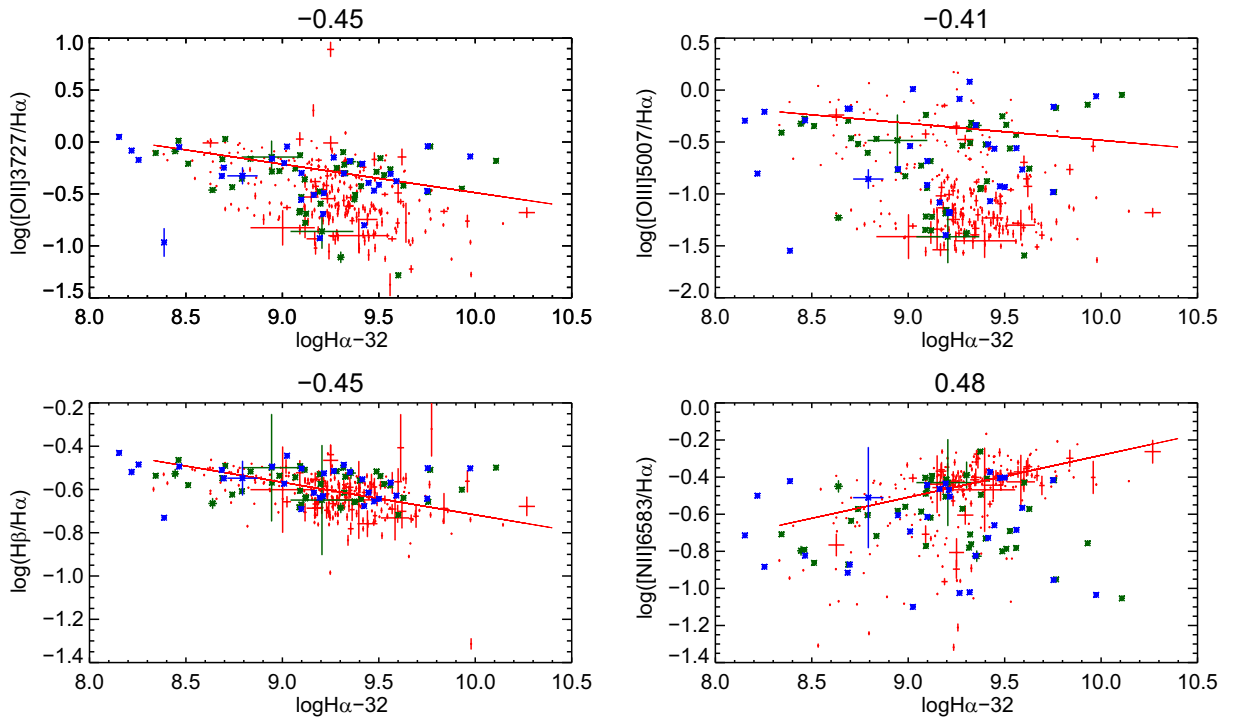 −0.45
1.0
0.5
0.0
−0.5
−1.0
−1.5
log([OII]3727/Hα)
8.0 8.5 9.0 9.5 10.0 10.5
logHα−32
−0.41
0.5
0.0
−0.5
−1.0
−1.5
−2.0
log([OIII]5007/Hα)
8.0 8.5 9.0 9.5 10.0 10.5
logHα−32
−0.45
−0.2
−0.4
−0.6
−0.8
−1.0
−1.2
−1.4
log(Hβ/Hα)
8.0 8.5 9.0 9.5 10.0 10.5
logHα−32
0.48
0.0
−0.2
−0.4
−0.6
−0.8
−1.0
−1.2
−1.4
log([NII]6583/Hα)
8.0 8.5 9.0 9.5 10.0 10.5
logHα−32